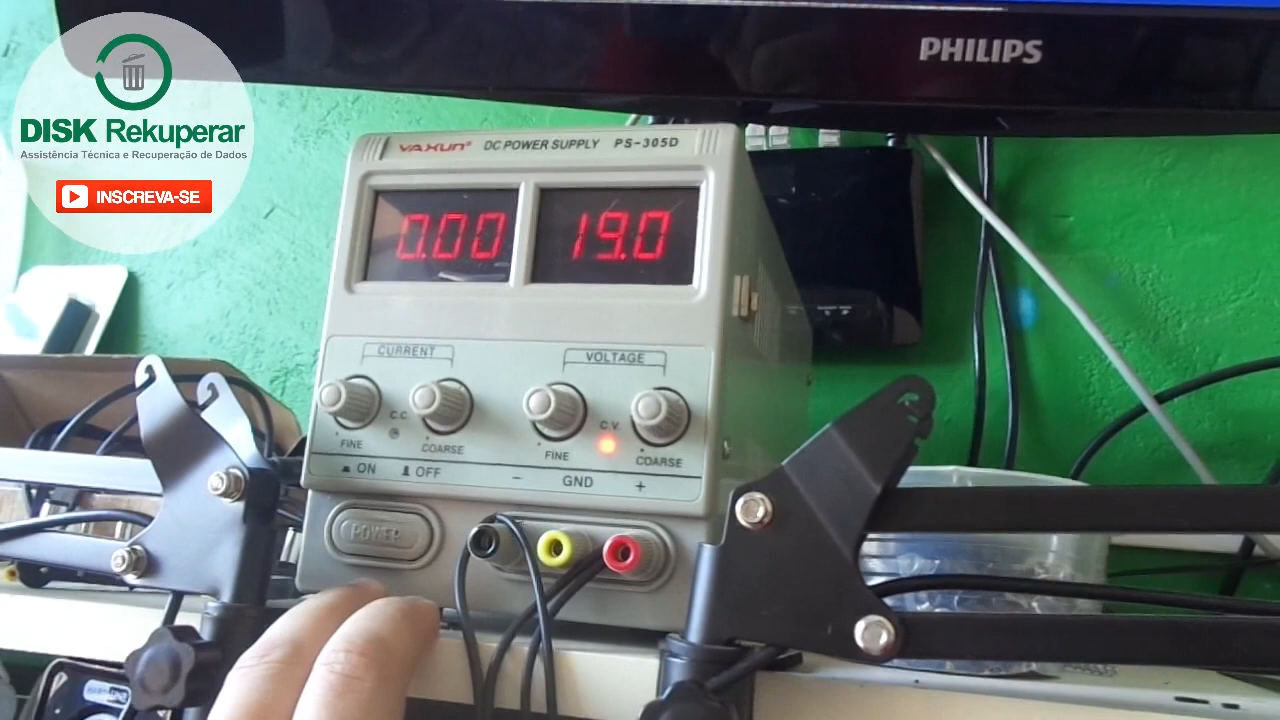 PHILIPS
DISK Rekuperar
Assistência Técnica e Recuperação de Dados
INSCREVA-SE
YAXUN DC POWER SUPPLY PS-305D
0.00 19.0
CURRENT VOLTAGE
C.C. C.V.
FINE COARSE FINE COARSE
ON OFF - GND +
POWER